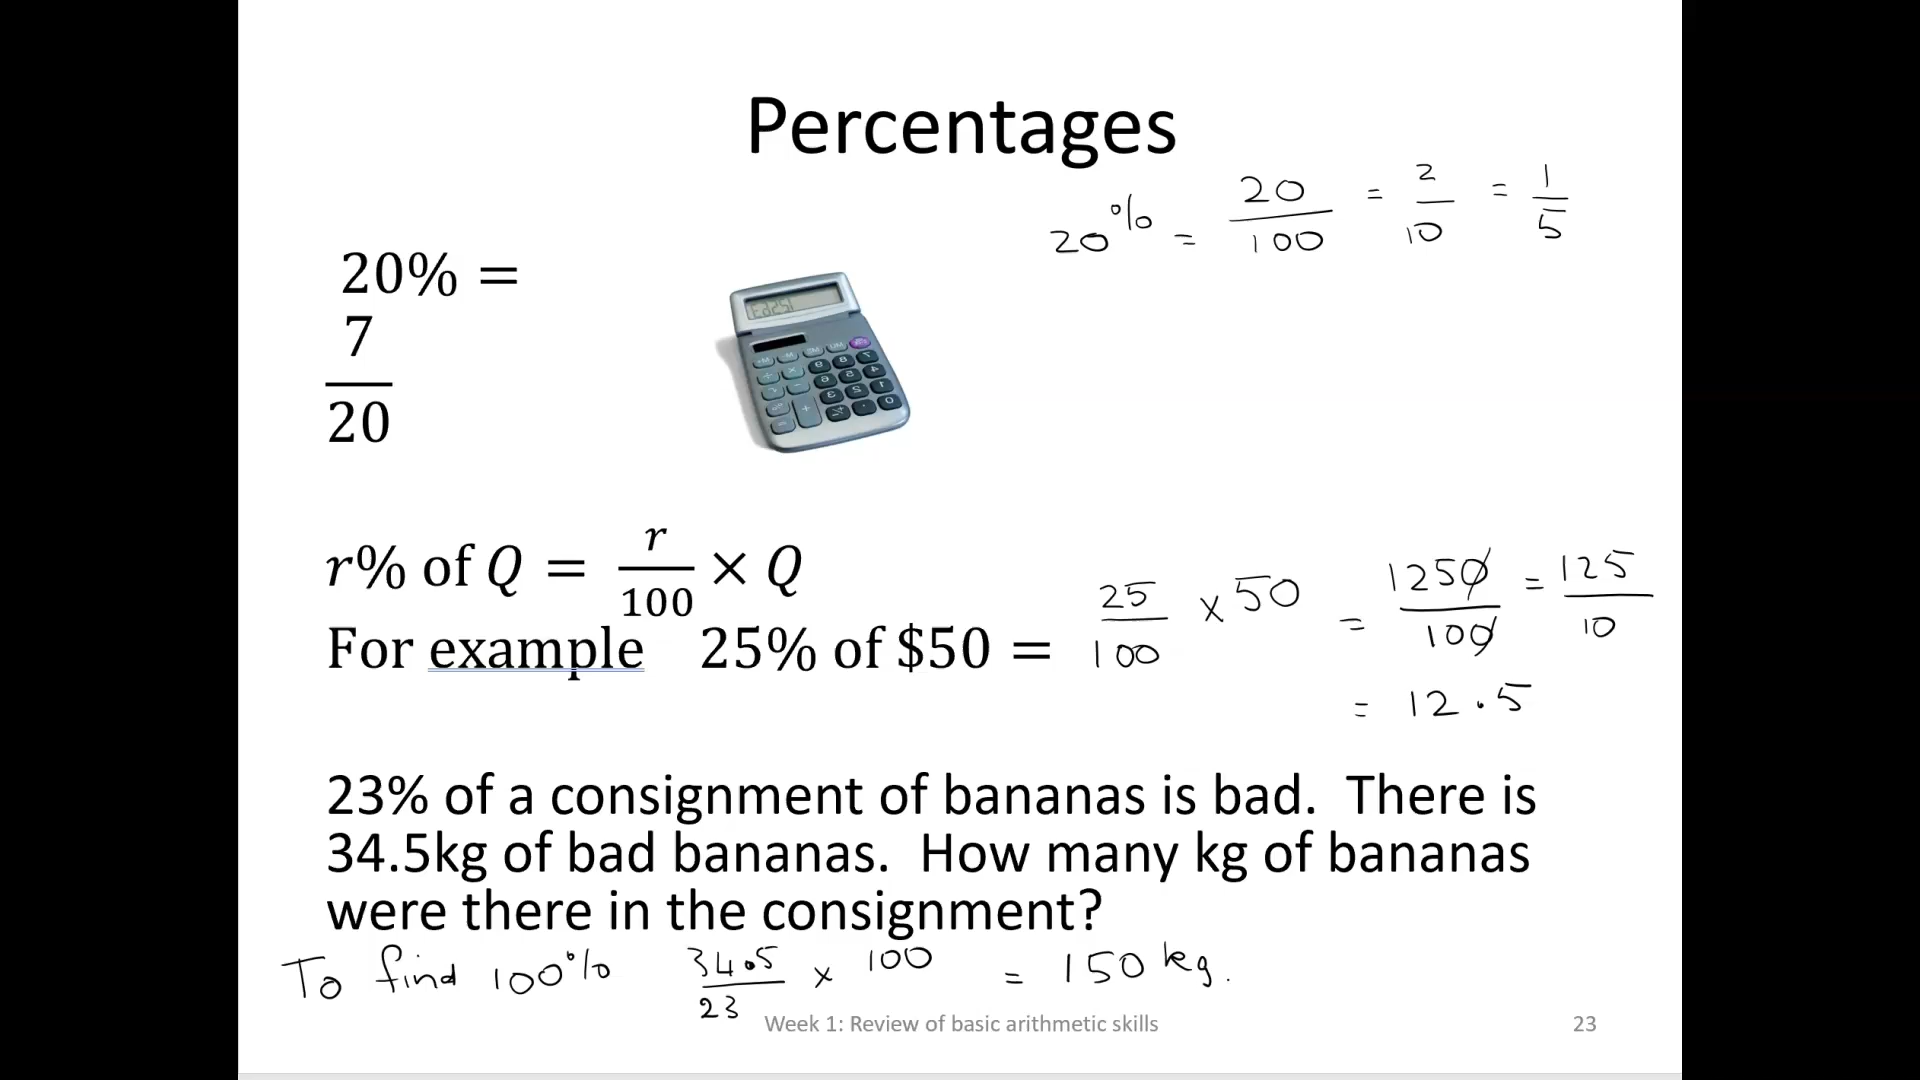 Percentages
20% = 20/100 = 2/10 = 1/5
20% =
7/20
r% of Q = r/100 × Q
For example 25% of $50 = 25/100 × 50 = 1250/100 = 125/10
= 12.5
23% of a consignment of bananas is bad. There is
34.5kg of bad bananas. How many kg of bananas
were there in the consignment?
To find 100% 34.5/23 × 100 = 150 kg.
Week 1: Review of basic arithmetic skills
23